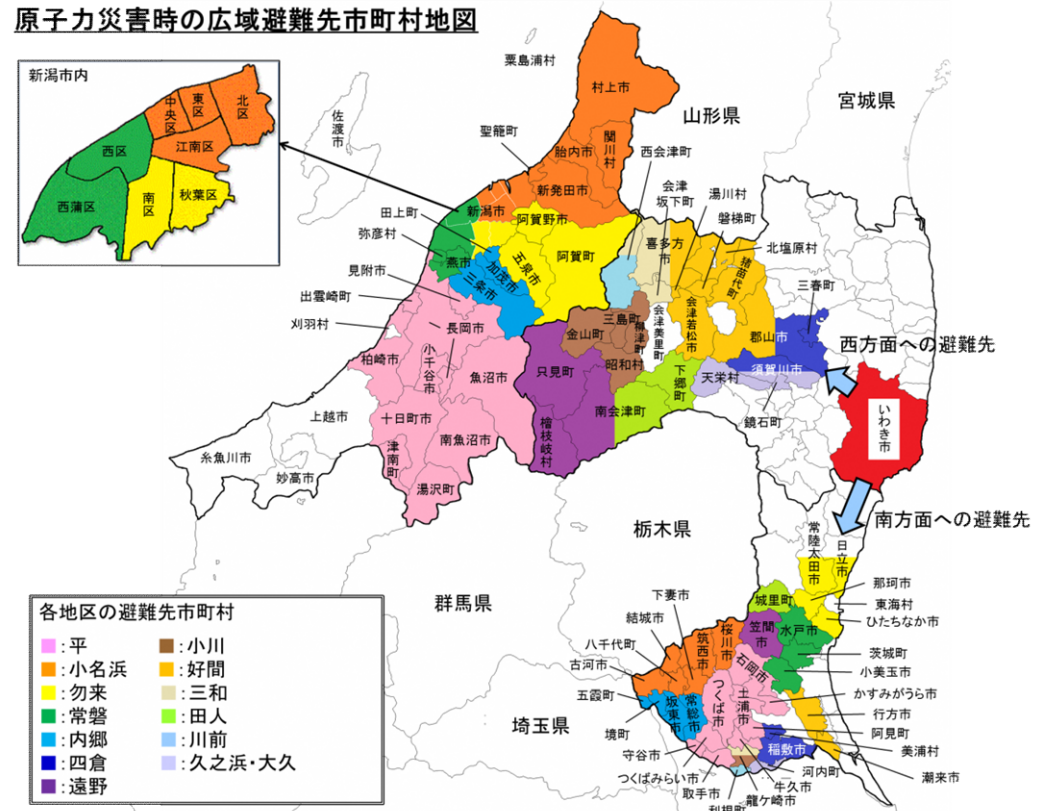 原子力災害時の広域避難先市町村地図
新潟市内
中央区
東区
北区
江南区
西区
西蒲区
南区
秋葉区
粟島浦村
佐渡市
村上市
関川村
胎内市
聖籠町
新発田市
新潟市
阿賀野市
阿賀町
五泉市
田上町
弥彦村
燕市
加茂市
三条市
見附市
出雲崎町
刈羽村
長岡市
柏崎市
小千谷市
魚沼市
上越市
十日町市
南魚沼市
津南町
湯沢町
糸魚川市
妙高市
山形県
宮城県
西会津町
会津坂下町
湯川村
磐梯町
北塩原村
喜多方市
猪苗代町
三春町
会津若松市
会津美里町
郡山市
三島町
柳津町
金山町
昭和村
只見町
下郷町
天栄村
須賀川市
鏡石町
南会津町
檜枝岐村
西方面への避難先
いわき市
南方面への避難先
栃木県
群馬県
埼玉県
常陸太田市
日立市
那珂市
東海村
ひたちなか市
城里町
笠間市
水戸市
茨城町
小美玉市
かすみがうら市
行方市
阿見町
美浦村
潮来市
下妻市
結城市
八千代町
古河市
五霞町
境町
守谷市
つくばみらい市
取手市
利根町
龍ケ崎市
牛久市
河内町
稲敷市
筑西市
桜川市
石岡市
つくば市
土浦市
坂東市
常総市
各地区の避難先市町村
：平
：小名浜
：勿来
：常磐
：内郷
：四倉
：遠野
：小川
：好間
：三和
：田人
：川前
：久之浜・大久